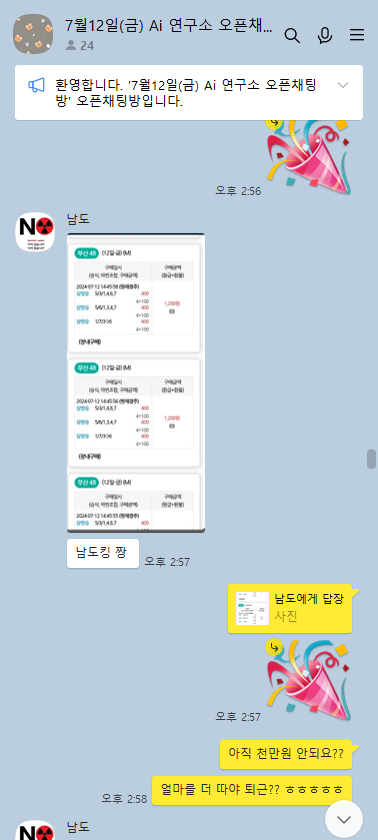 7월12일(금) Ai 연구소 오픈채...
24
환영합니다. '7월12일(금) Ai 연구소 오픈채팅
방' 오픈채팅방입니다.
오후 2:56
남도
NO
부산 4R (12일-금) (M)
구매일시 구매금액
(승식, 마번조합, 구매금액) (환급+환불)
2024-07-12 14:45:58 (현재경주)
삼쌍승 5/3/1,4,6,7 400
4×100
삼쌍승 5/6/1,3,4,7 400 1,200원
4×100 (0)
삼쌍승 1/7/3-)6 400
4×100
(장내구매)
부산 4R (12일-금) (M)
구매일시 구매금액
(승식, 마번조합, 구매금액) (환급+환불)
2024-07-12 14:45:56 (현재경주)
삼쌍승 5/3/1,4,6,7 400
4×100
삼쌍승 5/6/1,3,4,7 400 1,200원
4×100 (0)
삼쌍승 1/7/3-)6 400
4×100
(장내구매)
부산 4R (12일-금) (M)
구매일시 구매금액
(승식, 마번조합, 구매금액) (환급+환불)
2024-07-12 14:45:55 (현재경주)
삼쌍승 5/3/1,4,6,7 400
남도킹 짱
오후 2:57
남도에게 답장
사진
오후 2:57
아직 천만원 안되요??
얼마를 더 따야 퇴근?? ㅎㅎㅎㅎㅎ
오후 2:58
남도
NO